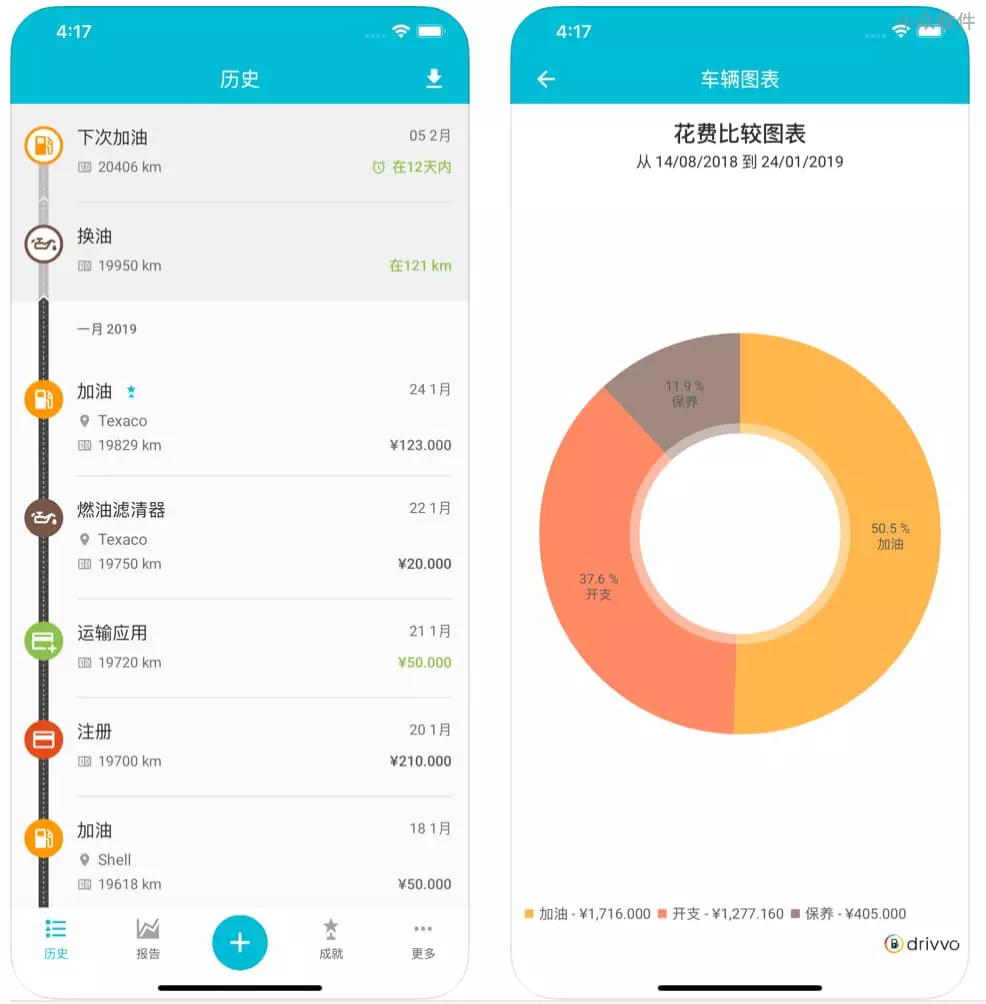 4:17
历史
下次加油
05 2月
20406 km
在12天内
换油
19950 km
在121 km
一月 2019
加油
24 1月
Texaco
19829 km
¥123.000
燃油滤清器
22 1月
Texaco
19750 km
¥20.000
运输应用
21 1月
19720 km
¥50.000
注册
20 1月
19700 km
¥210.000
加油
18 1月
Shell
19618 km
¥50.000
历史
报告
成就
更多
小众软件
4:17
车辆图表
花费比较图表
从 14/08/2018 到 24/01/2019
11.9 %
保养
50.5 %
加油
37.6 %
开支
加油 - ¥1,716.000 开支 - ¥1,277.160 保养 - ¥405.000
drivvo